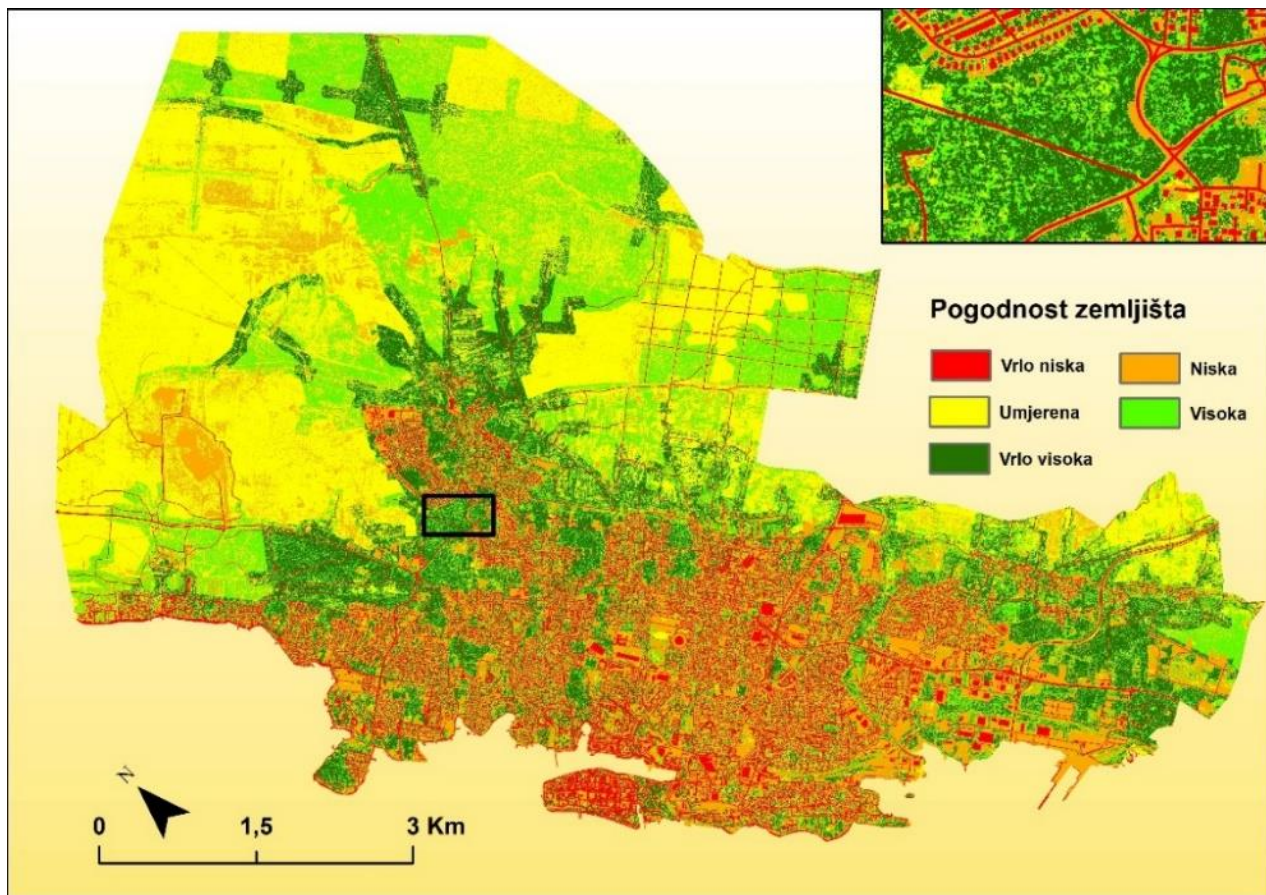 Pogodnost zemljišta
Vrlo niska
Niska
Umjerena
Visoka
Vrlo visoka
N
0 1,5 3 Km